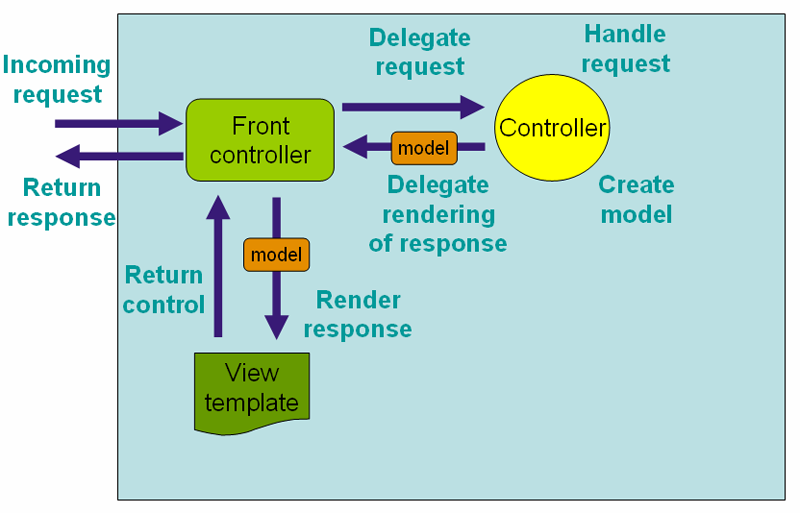 Incoming
request
Return
response
Front
controller
Delegate
request
Handle
request
Controller
model
Delegate
rendering
of response
Create
model
model
Return
control
Render
response
View
template